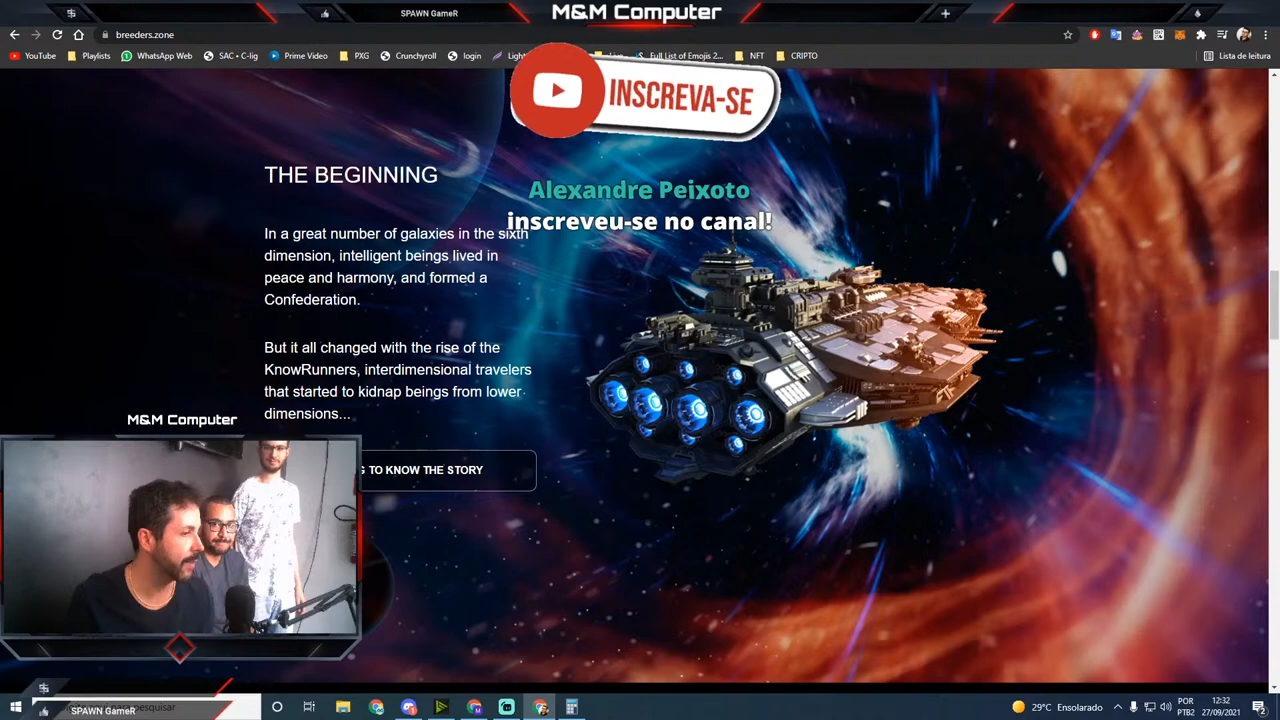 SPAWN GameR
M&M Computer
breeders.zone
YouTube
Playlists
WhatsApp Web
SAC + C-lig
Prime Video
PXG
Crunchyroll
login
Full List of Emojis 2...
NFT
CRIPTO
Lista de leitura
INSCREVA-SE
Alexandre Peixoto
inscreveu-se no canal!
THE BEGINNING
In a great number of galaxies in the sixth
dimension, intelligent beings lived in
peace and harmony, and formed a
Confederation.
But it all changed with the rise of the
KnowRunners, interdimensional travelers
that started to kidnap beings from lower
dimensions...
TO KNOW THE STORY
M&M Computer
SPAWN GameR
pesquisar
29°C Ensolarado
POR
PTB2
12:32
27/09/2021
2